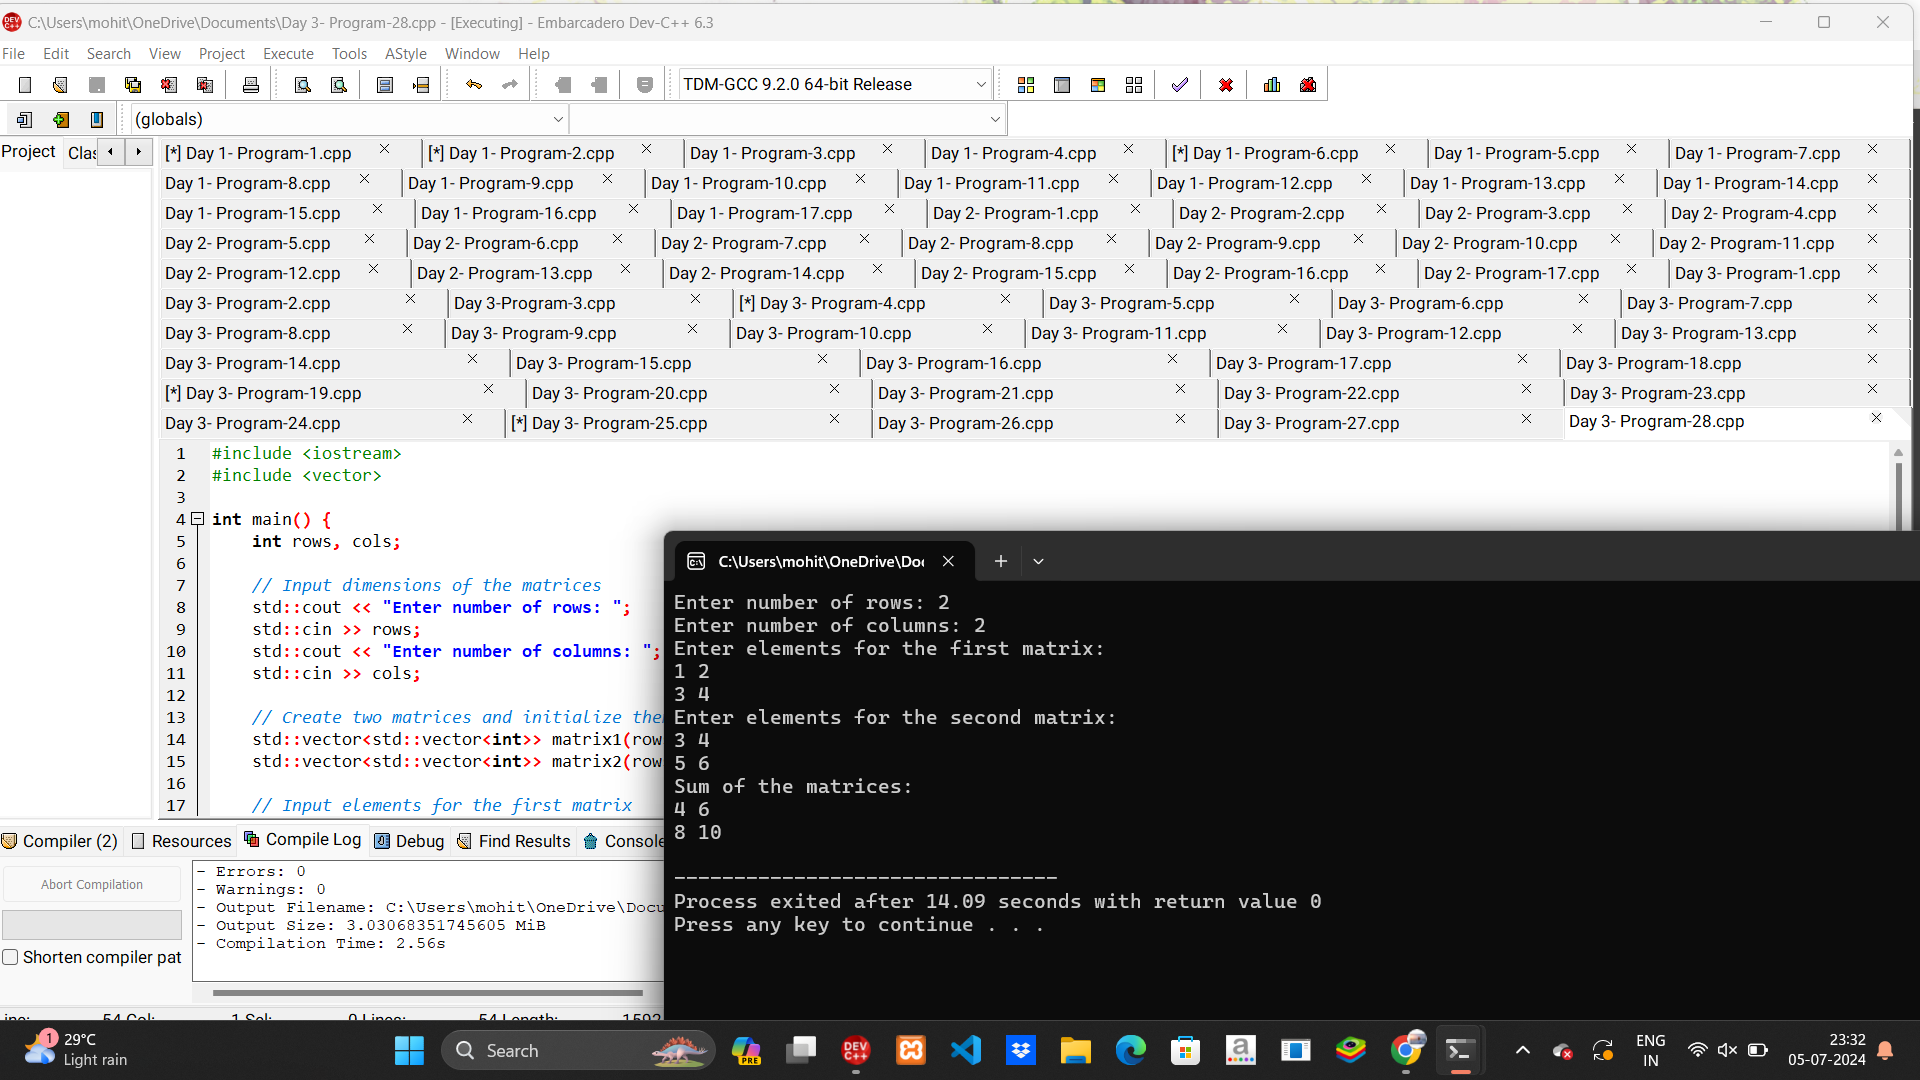 C:\Users\mohit\OneDrive\Documents\Day 3- Program-28.cpp - [Executing] - Embarcadero Dev-C++ 6.3
File Edit Search View Project Execute Tools AStyle Window Help
TDM-GCC 9.2.0 64-bit Release
(globals)
Project Clas
[*] Day 1- Program-1.cpp [*] Day 1- Program-2.cpp Day 1- Program-3.cpp Day 1- Program-4.cpp [*] Day 1- Program-6.cpp Day 1- Program-5.cpp Day 1- Program-7.cpp
Day 1- Program-8.cpp Day 1- Program-9.cpp Day 1- Program-10.cpp Day 1- Program-11.cpp Day 1- Program-12.cpp Day 1- Program-13.cpp Day 1- Program-14.cpp
Day 1- Program-15.cpp Day 1- Program-16.cpp Day 1- Program-17.cpp Day 2- Program-1.cpp Day 2- Program-2.cpp Day 2- Program-3.cpp Day 2- Program-4.cpp
Day 2- Program-5.cpp Day 2- Program-6.cpp Day 2- Program-7.cpp Day 2- Program-8.cpp Day 2- Program-9.cpp Day 2- Program-10.cpp Day 2- Program-11.cpp
Day 2- Program-12.cpp Day 2- Program-13.cpp Day 2- Program-14.cpp Day 2- Program-15.cpp Day 2- Program-16.cpp Day 2- Program-17.cpp Day 3- Program-1.cpp
Day 3- Program-2.cpp Day 3-Program-3.cpp [*] Day 3- Program-4.cpp Day 3- Program-5.cpp Day 3- Program-6.cpp Day 3- Program-7.cpp
Day 3- Program-8.cpp Day 3- Program-9.cpp Day 3- Program-10.cpp Day 3- Program-11.cpp Day 3- Program-12.cpp Day 3- Program-13.cpp
Day 3- Program-14.cpp Day 3- Program-15.cpp Day 3- Program-16.cpp Day 3- Program-17.cpp Day 3- Program-18.cpp
[*] Day 3- Program-19.cpp Day 3- Program-20.cpp Day 3- Program-21.cpp Day 3- Program-22.cpp Day 3- Program-23.cpp
Day 3- Program-24.cpp [*] Day 3- Program-25.cpp Day 3- Program-26.cpp Day 3- Program-27.cpp Day 3- Program-28.cpp
1 #include <iostream>
2 #include <vector>
3
4 int main() {
5 int rows, cols;
6
7 // Input dimensions of the matrices
8 std::cout << "Enter number of rows: ";
9 std::cin >> rows;
10 std::cout << "Enter number of columns: ";
11 std::cin >> cols;
12
13 // Create two matrices and initialize the
14 std::vector<std::vector<int>> matrix1(row
15 std::vector<std::vector<int>> matrix2(row
16
17 // Input elements for the first matrix
C:\Users\mohit\OneDrive\Doc
Enter number of rows: 2
Enter number of columns: 2
Enter elements for the first matrix:
1 2
3 4
Enter elements for the second matrix:
3 4
5 6
Sum of the matrices:
4 6
8 10
--------------------------------
Process exited after 14.09 seconds with return value 0
Press any key to continue . . .
Compiler (2) Resources Compile Log Debug Find Results Console
Abort Compilation
Shorten compiler pat
- Errors: 0
- Warnings: 0
- Output Filename: C:\Users\mohit\OneDrive\Docu
- Output Size: 3.03068351745605 MiB
- Compilation Time: 2.56s
54 Col: 1 Sel: 0 Lines: 54 Length: 1592
1
29°C
Light rain
Search
PRE
DEV C++
a
ENG
IN
23:32
05-07-2024